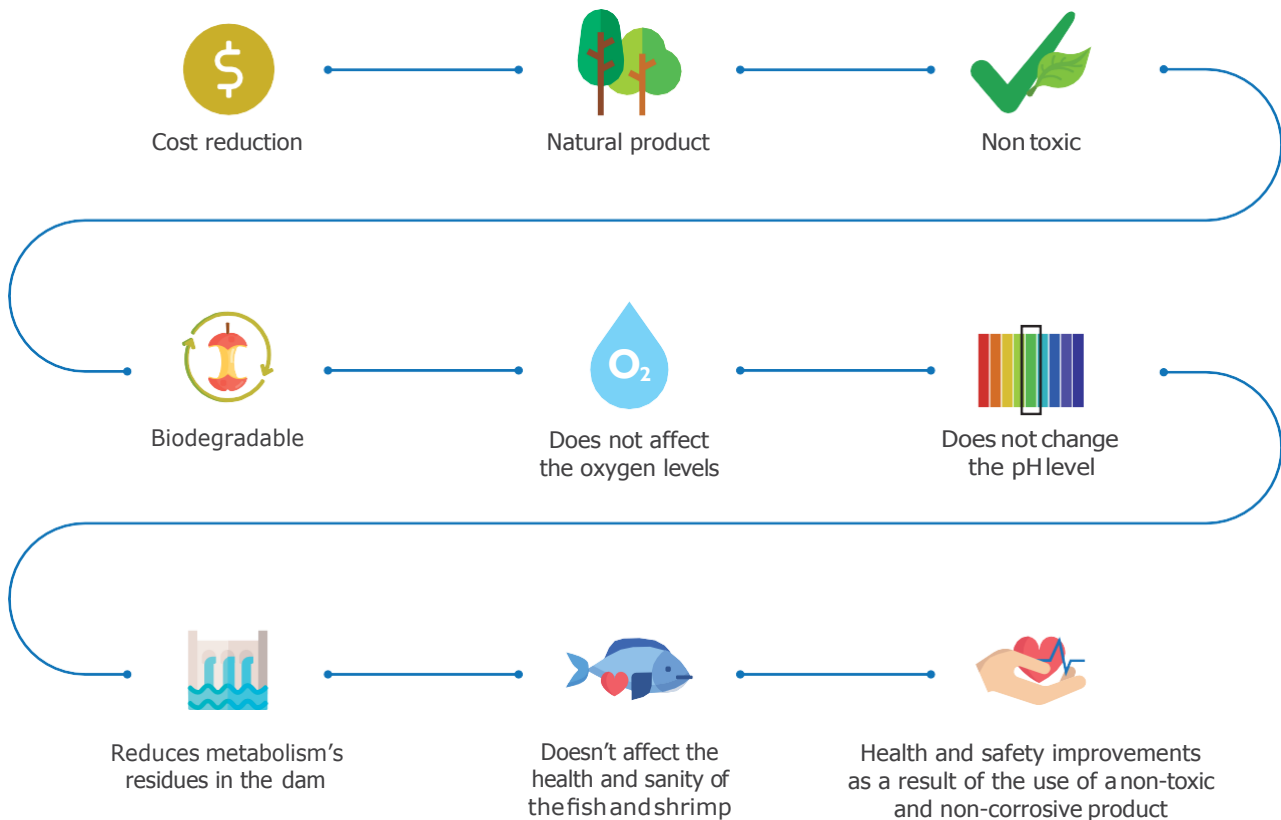 $
Cost reduction
Natural product
Non toxic
Biodegradable
O₂
Does not affect
the oxygen levels
Does not change
the pH level
Reduces metabolism’s
residues in the dam
Doesn’t affect the
health and sanity of
the fish and shrimp
Health and safety improvements
as a result of the use of a non-toxic
and non-corrosive product